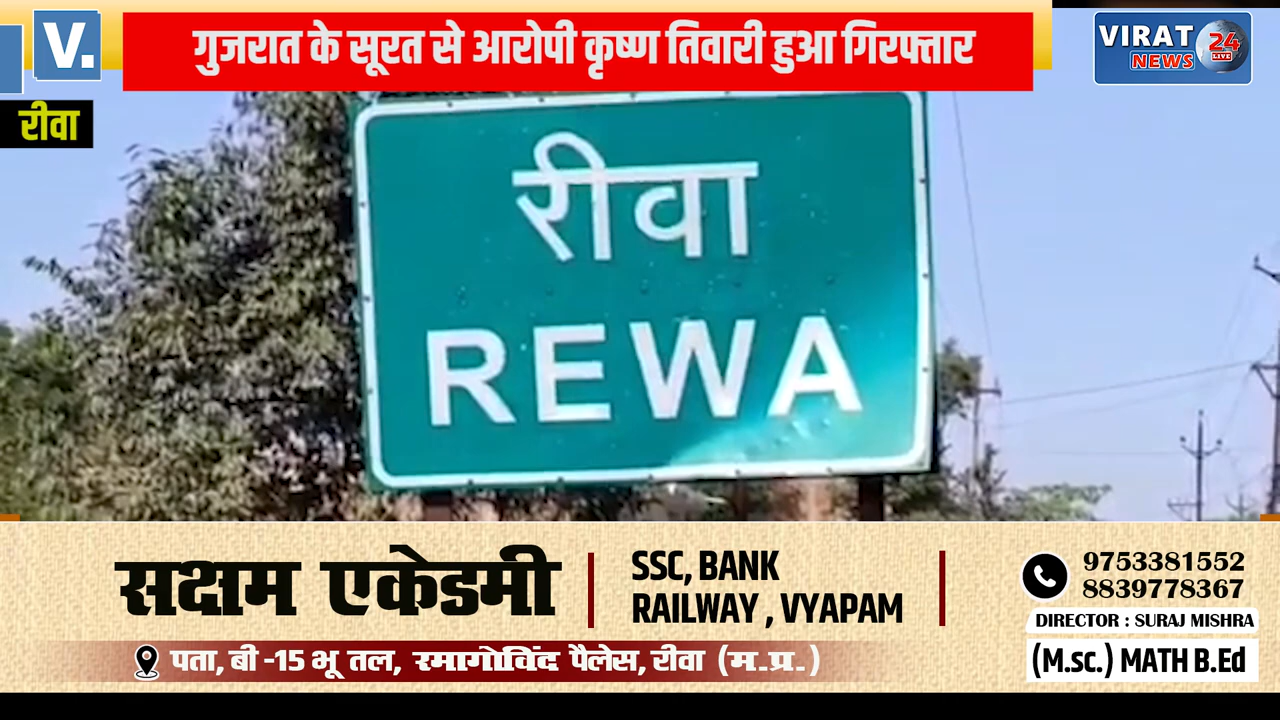 V.
गुजरात के सूरत से आरोपी कृष्ण तिवारी हुआ गिरफ्तार
VIRAT 24
NEWS LIVE
रीवा
रीवा
REWA
सक्षम एकेडमी
SSC, BANK
RAILWAY , VYAPAM
9753381552
8839778367
DIRECTOR : SURAJ MISHRA
(M.sc.) MATH B.Ed
पता, बी -15 भू तल, रमागोविंद पैलेस, रीवा (म.प्र.)